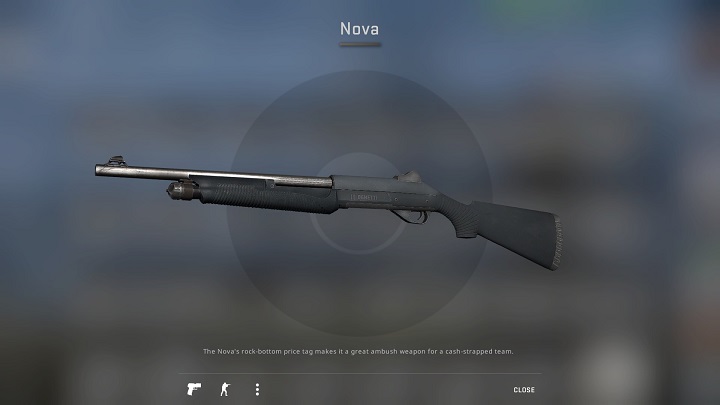 Nova
The Nova's rock-bottom price tag makes it a great ambush weapon for a cash-strapped team.
CLOSE